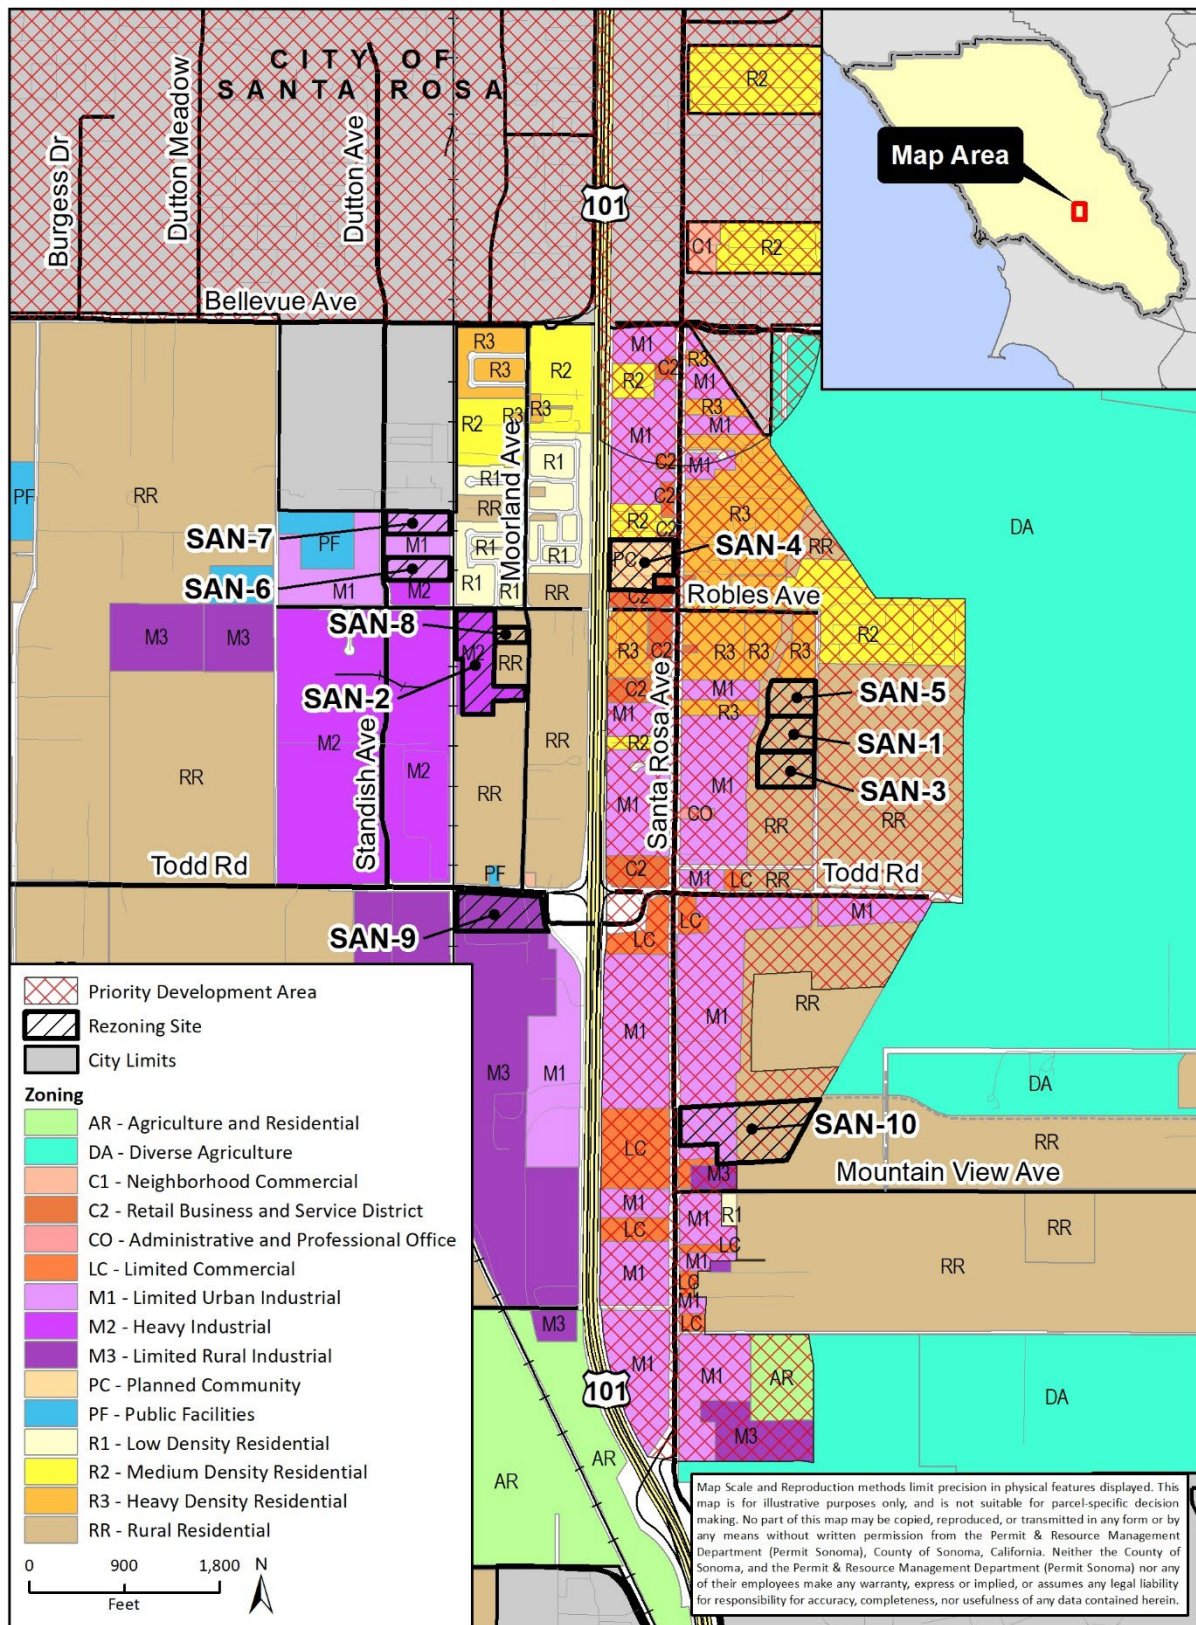 CITY OF
SANTA ROSA
Burgess Dr
Dutton Meadow
Dutton Ave
101
R2
Map Area
C1
R2
Bellevue Ave
R3
R3
R2
R2
R3
R3
R1
R1
RR
R1
R1
R1
R1
RR
Moorland Ave
M1
C2
R3
R2
M1
R3
M1
M1
C2
M1
C2
R2
C2
R3
RR
DA
PF
RR
SAN-7
PF
M1
SAN-6
M1
M2
PC
SAN-4
C2
Robles Ave
SAN-8
M2
RR
SAN-2
M3
M3
R3
C2
R3
R3
R3
R2
C2
M1
M1
R3
R2
SAN-5
SAN-1
SAN-3
RR
M2
M2
Standish Ave
RR
RR
M1
Santa Rosa Ave
M1
CO
RR
RR
Todd Rd
PF
C2
M1
LC
RR
Todd Rd
SAN-9
LC
LC
M1
RR
M1
M1
M3
M1
DA
SAN-10
RR
LC
M3
Mountain View Ave
M1
LC
M1
M1
R1
LC
M1
LC
M1
LC
RR
RR
M3
101
M1
M1
AR
M3
DA
AR
AR
Priority Development Area
Rezoning Site
City Limits
Zoning
AR - Agriculture and Residential
DA - Diverse Agriculture
C1 - Neighborhood Commercial
C2 - Retail Business and Service District
CO - Administrative and Professional Office
LC - Limited Commercial
M1 - Limited Urban Industrial
M2 - Heavy Industrial
M3 - Limited Rural Industrial
PC - Planned Community
PF - Public Facilities
R1 - Low Density Residential
R2 - Medium Density Residential
R3 - Heavy Density Residential
RR - Rural Residential
0 900 1,800
Feet
N
Map Scale and Reproduction methods limit precision in physical features displayed. This
map is for illustrative purposes only, and is not suitable for parcel-specific decision
making. No part of this map may be copied, reproduced, or transmitted in any form or by
any means without written permission from the Permit & Resource Management
Department (Permit Sonoma), County of Sonoma, California. Neither the County of
Sonoma, and the Permit & Resource Management Department (Permit Sonoma) nor any
of their employees make any warranty, express or implied, or assumes any legal liability
for responsibility for accuracy, completeness, nor usefulness of any data contained herein.